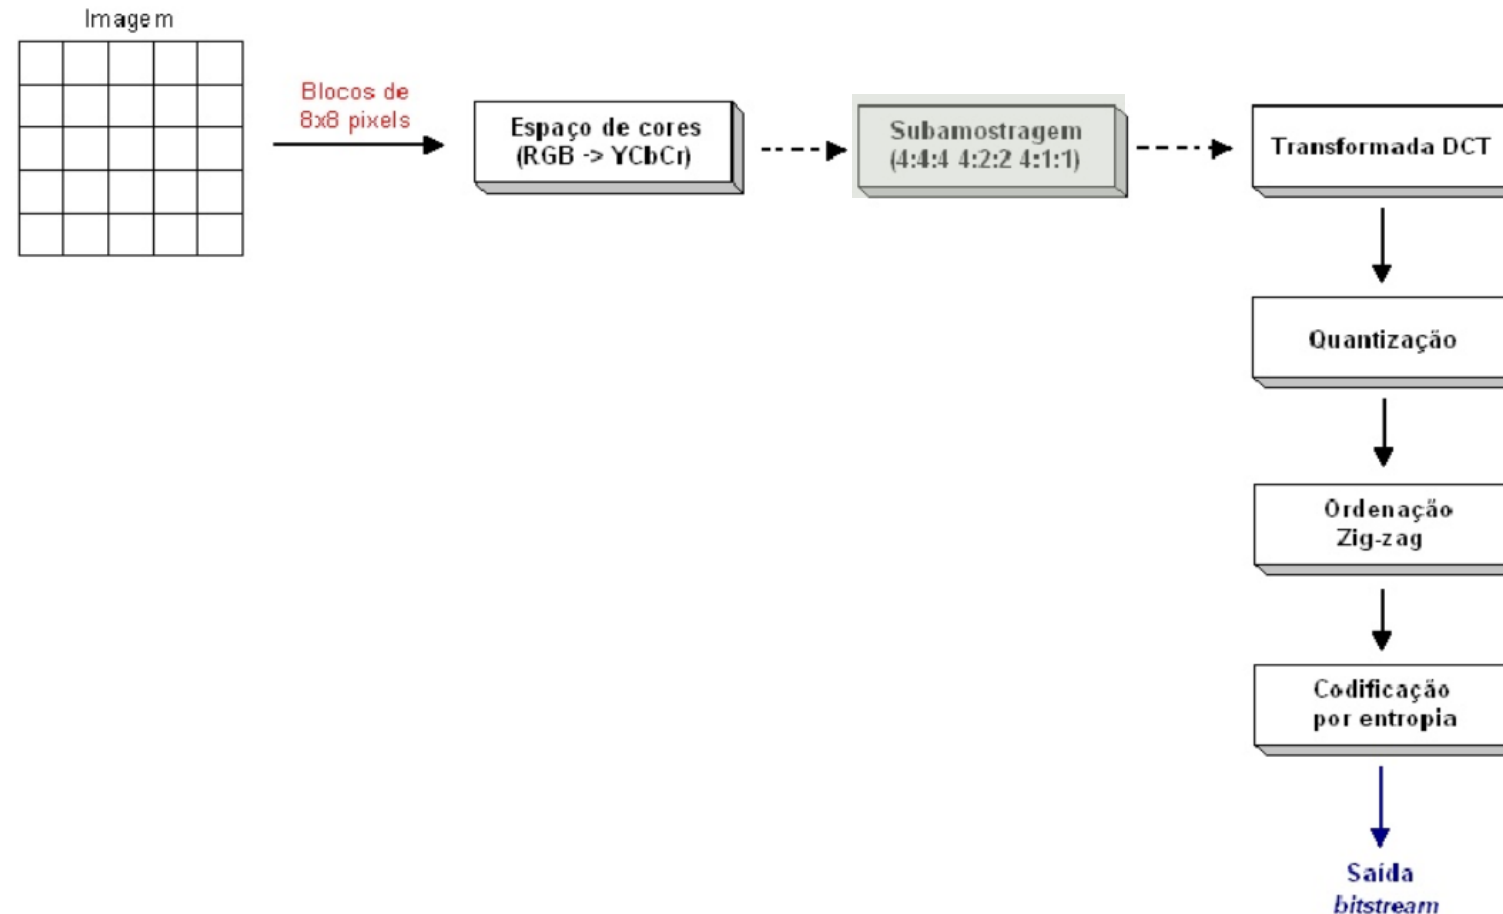 Imagem
Blocos de
8x8 pixels
Espaço de cores
(RGB -> YCbCr)
Subamostragem
(4:4:4 4:2:2 4:1:1)
Transformada DCT
Quantização
Ordenação
Zig-zag
Codificação
por entropia
Saída
bitstream